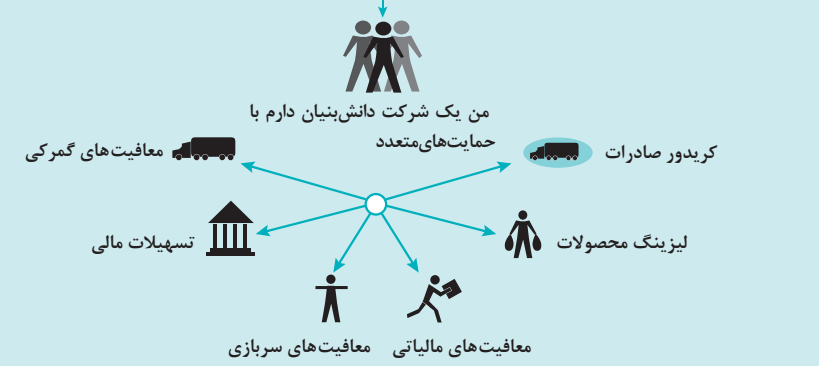 من یک شرکت دانش‌بنیان دارم با
حمایت‌های‌متعدد
کریدور صادرات
معافیت‌های گمرکی
لیزینگ محصولات
تسهیلات مالی
معافیت‌های مالیاتی
معافیت‌های سربازی